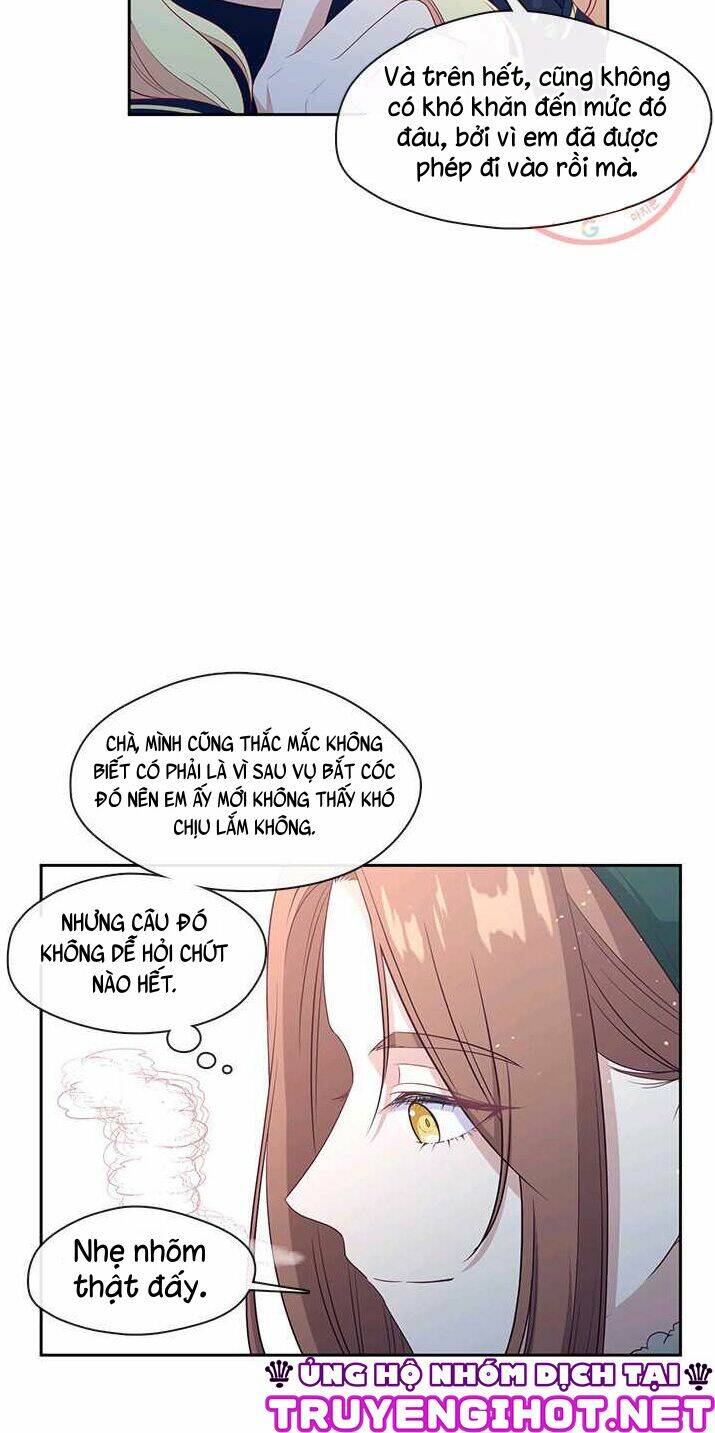 Và trên hết, cũng không
có khó khăn đến mức đó
đâu, bởi vì em đã được
phép đi vào rồi mà.
마지른
G
CHÀ, MÌNH CŨNG THẮC MẮC KHÔNG
BIẾT CÓ PHẢI LÀ VÌ SAU VỤ BẮT CÓC
ĐÓ NÊN EM ẤY MỚI KHÔNG THẤY KHÓ
CHỊU LẮM KHÔNG.
NHƯNG CÂU ĐÓ
KHÔNG DỄ HỎI CHÚT
NÀO HẾT.
Nhẹ nhõm
thật đấy.
ỦNG HỘ NHÓM DỊCH TẠI
TRUYENGIHOT.NET